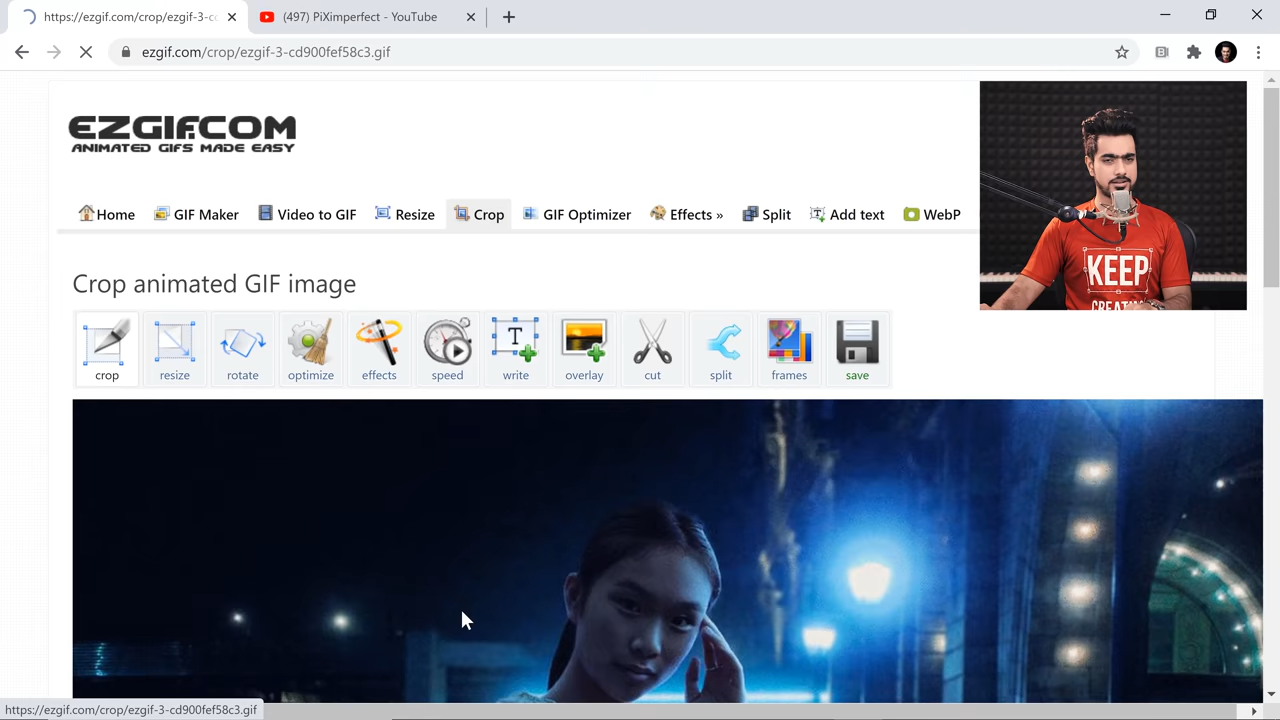 https://ezgif.com/crop/ezgif-3-c
(497) PiXimperfect - YouTube
ezgif.com/crop/ezgif-3-cd900fef58c3.gif
EZGIF.COM
ANIMATED GIFS MADE EASY
Home GIF Maker Video to GIF Resize Crop GIF Optimizer Effects » Split Add text WebP
Crop animated GIF image
crop resize rotate optimize effects speed write overlay cut split frames save
KEEP
CREATING
https://ezgif.com/crop/ezgif-3-cd900fef58c3.gif